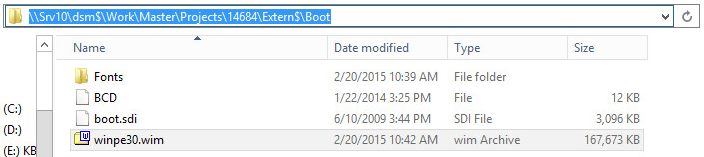 \\Srv10\dsm$\Work\Master\Projects\14684\Extern$\Boot
Name Date modified Type Size
Fonts 2/20/2015 10:39 AM File folder
BCD 1/22/2014 3:25 PM File 12 KB
(C:)
boot.sdi 6/10/2009 3:44 PM SDI File 3,096 KB
(D:)
winpe30.wim 2/20/2015 10:42 AM wim Archive 167,673 KB
(E:) KB